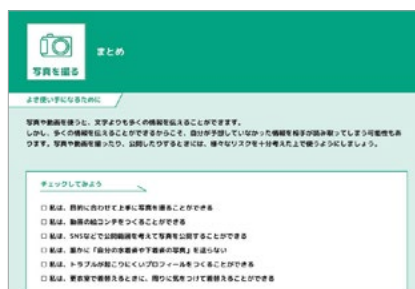 写真を撮る
まとめ
よき使い手になるために
写真や動画を使うと、文字よりも多くの情報を伝えることができます。
しかし、多くの情報を伝えることができるからこそ、自分が予想していなかった情報を相手が読み取ってしまう可能性もあ
ります。写真や動画を撮ったり、公開したりするときには、様々なリスクを十分考えた上で使うようにしましょう。
チェックしてみよう
□ 私は、目的に合わせて上手に写真を撮ることができる
□ 私は、動画の絵コンテをつくることができる
□ 私は、SNSなどで公開範囲を考えて写真を公開することができる
□ 私は、誰かに「自分の水着姿や下着姿の写真」を送らない
□ 私は、トラブルが起こりにくいプロフィールをつくることができる
□ 私は、更衣室で着替えるときに、周りに気をつけて着替えることができる